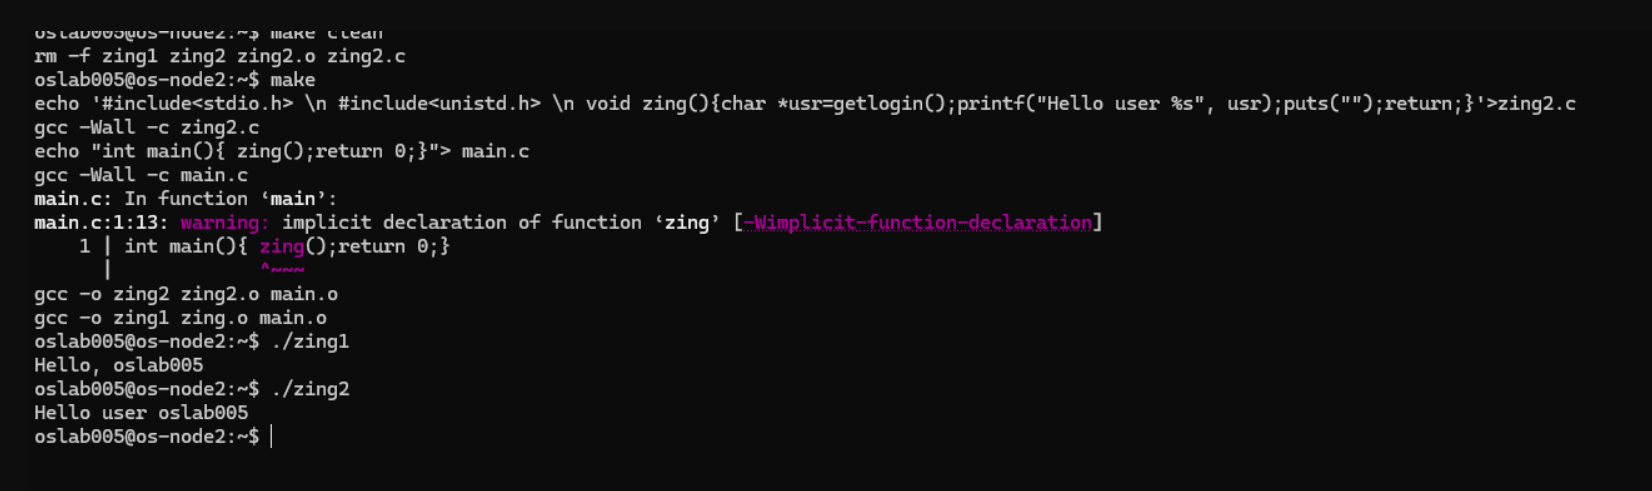 oslab005@os-node2:~$ make clean
rm -f zing1 zing2 zing2.o zing2.c
oslab005@os-node2:~$ make
echo '#include<stdio.h> \n #include<unistd.h> \n void zing(){char *usr=getlogin();printf("Hello user %s", usr);puts("");return;}'>zing2.c
gcc -Wall -c zing2.c
echo "int main(){ zing();return 0;}"> main.c
gcc -Wall -c main.c
main.c: In function ‘main’:
main.c:1:13: warning: implicit declaration of function ‘zing’ [-Wimplicit-function-declaration]
    1 | int main(){ zing();return 0;}
      |             ^~~~
gcc -o zing2 zing2.o main.o
gcc -o zing1 zing.o main.o
oslab005@os-node2:~$ ./zing1
Hello, oslab005
oslab005@os-node2:~$ ./zing2
Hello user oslab005
oslab005@os-node2:~$